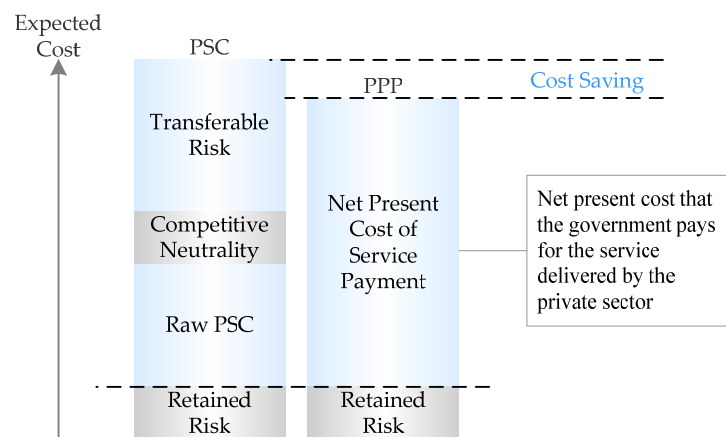 Expected
Cost
PSC
PPP
Cost Saving
Transferable
Risk
Competitive
Neutrality
Raw PSC
Retained
Risk
Net Present
Cost of
Service
Payment
Retained
Risk
Net present cost that
the government pays
for the service
delivered by the
private sector